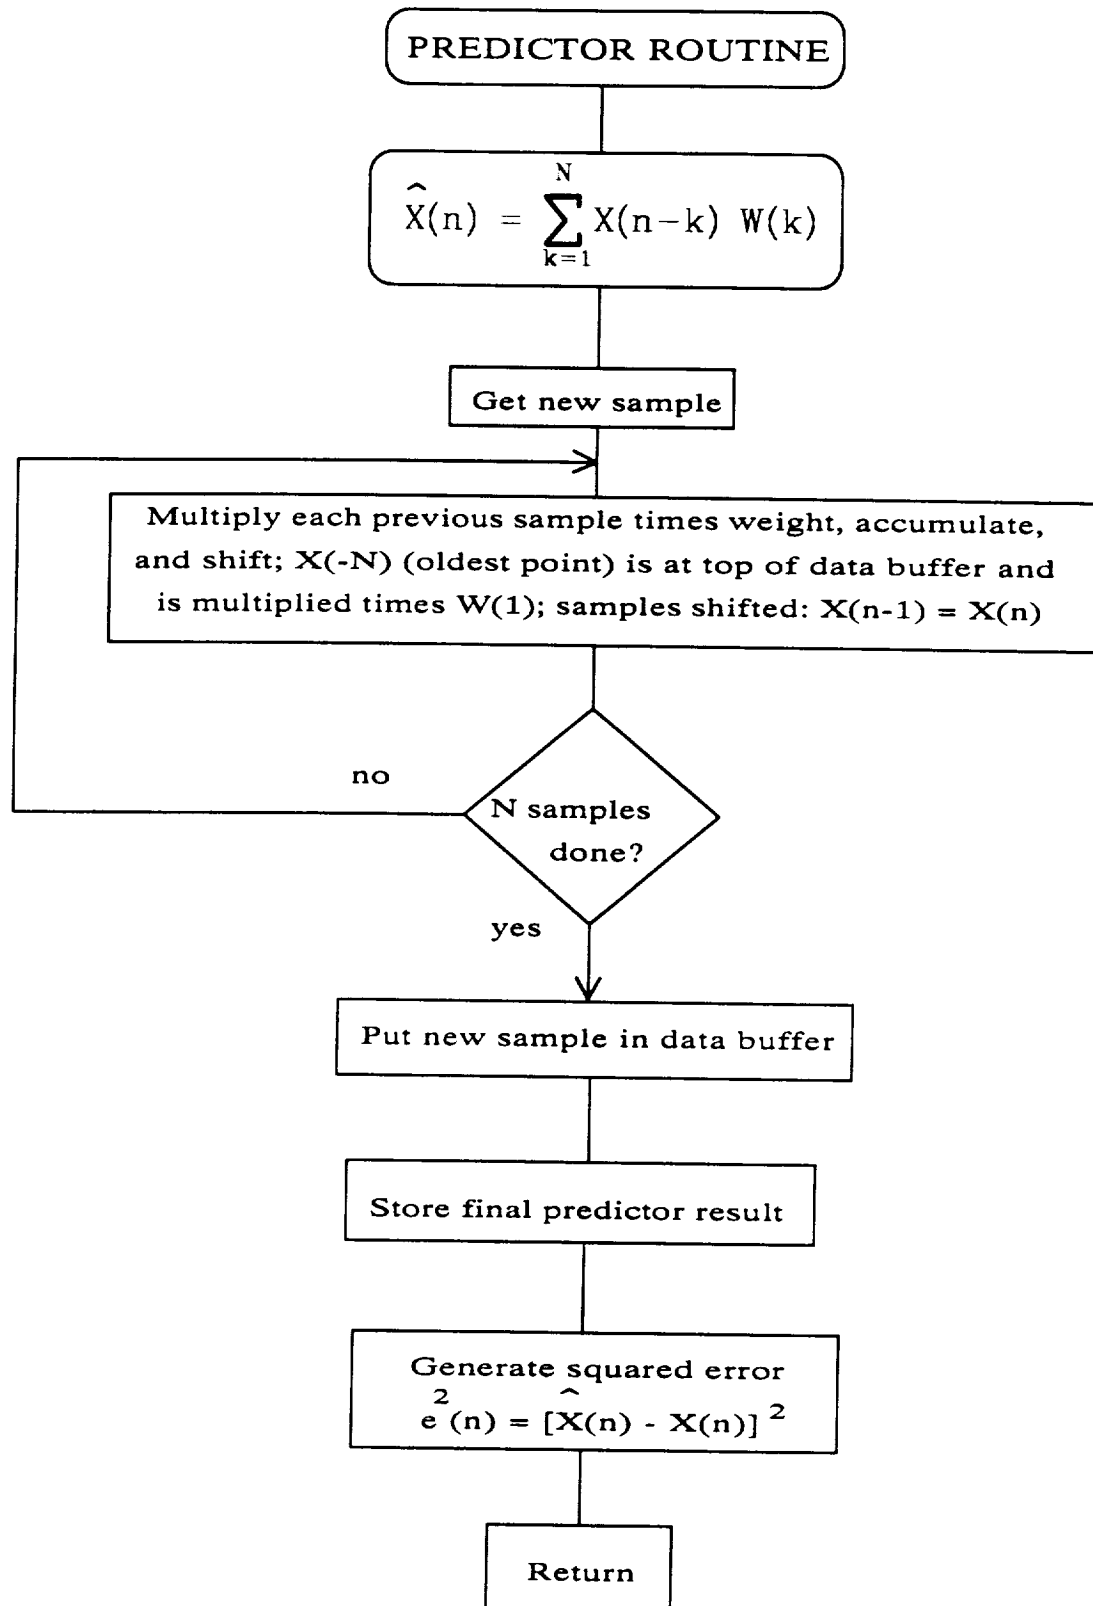 PREDICTOR ROUTINE
N
X̂(n) = ∑ X(n-k) W(k)
k=1
Get new sample
Multiply each previous sample times weight, accumulate,
and shift; X(-N) (oldest point) is at top of data buffer and
is multiplied times W(1); samples shifted: X(n-1) = X(n)
no
N samples
done?
yes
Put new sample in data buffer
Store final predictor result
Generate squared error
e²(n) = [X̂(n) - X(n)]²
Return